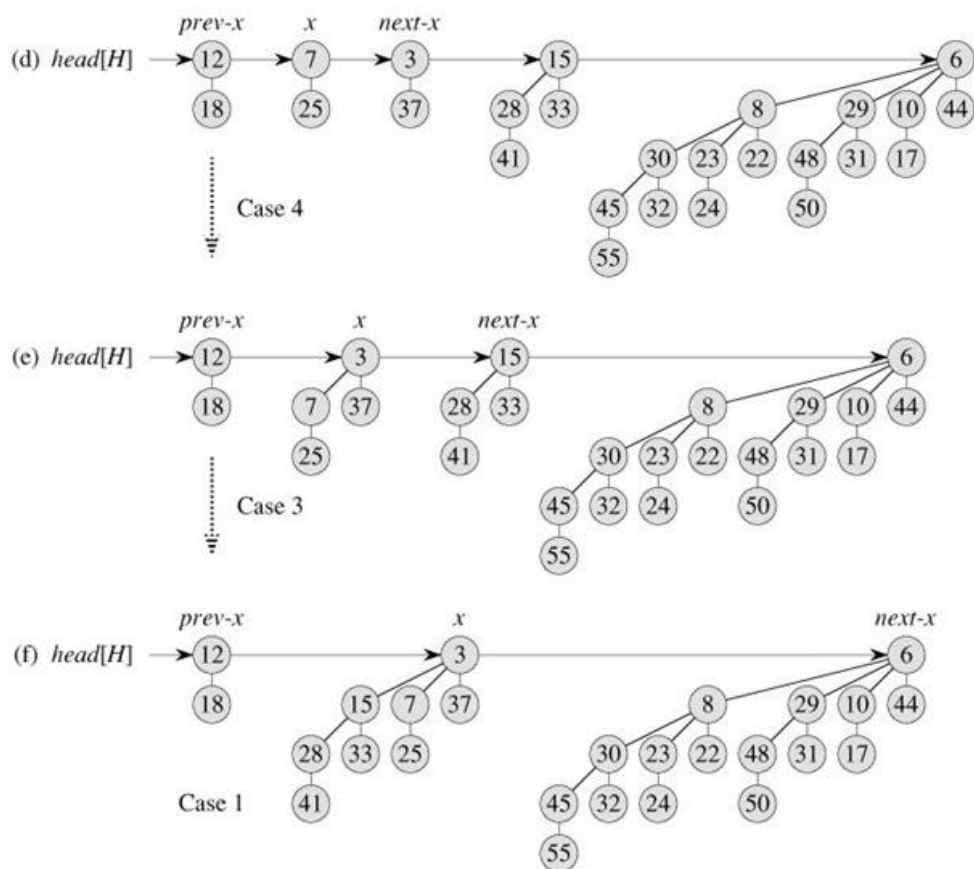 prev-x x next-x
(d) head[H] 12 7 3 15 6
18 25 37 28 33 8 29 10 44
41 30 23 22 48 31 17
Case 4 45 32 24 50
55
prev-x x next-x
(e) head[H] 12 3 15 6
18 7 37 28 33 8 29 10 44
25 41 30 23 22 48 31 17
Case 3 45 32 24 50
55
prev-x x next-x
(f) head[H] 12 3 6
18 15 7 37 8 29 10 44
28 33 25 30 23 22 48 31 17
Case 1 41 45 32 24 50
55